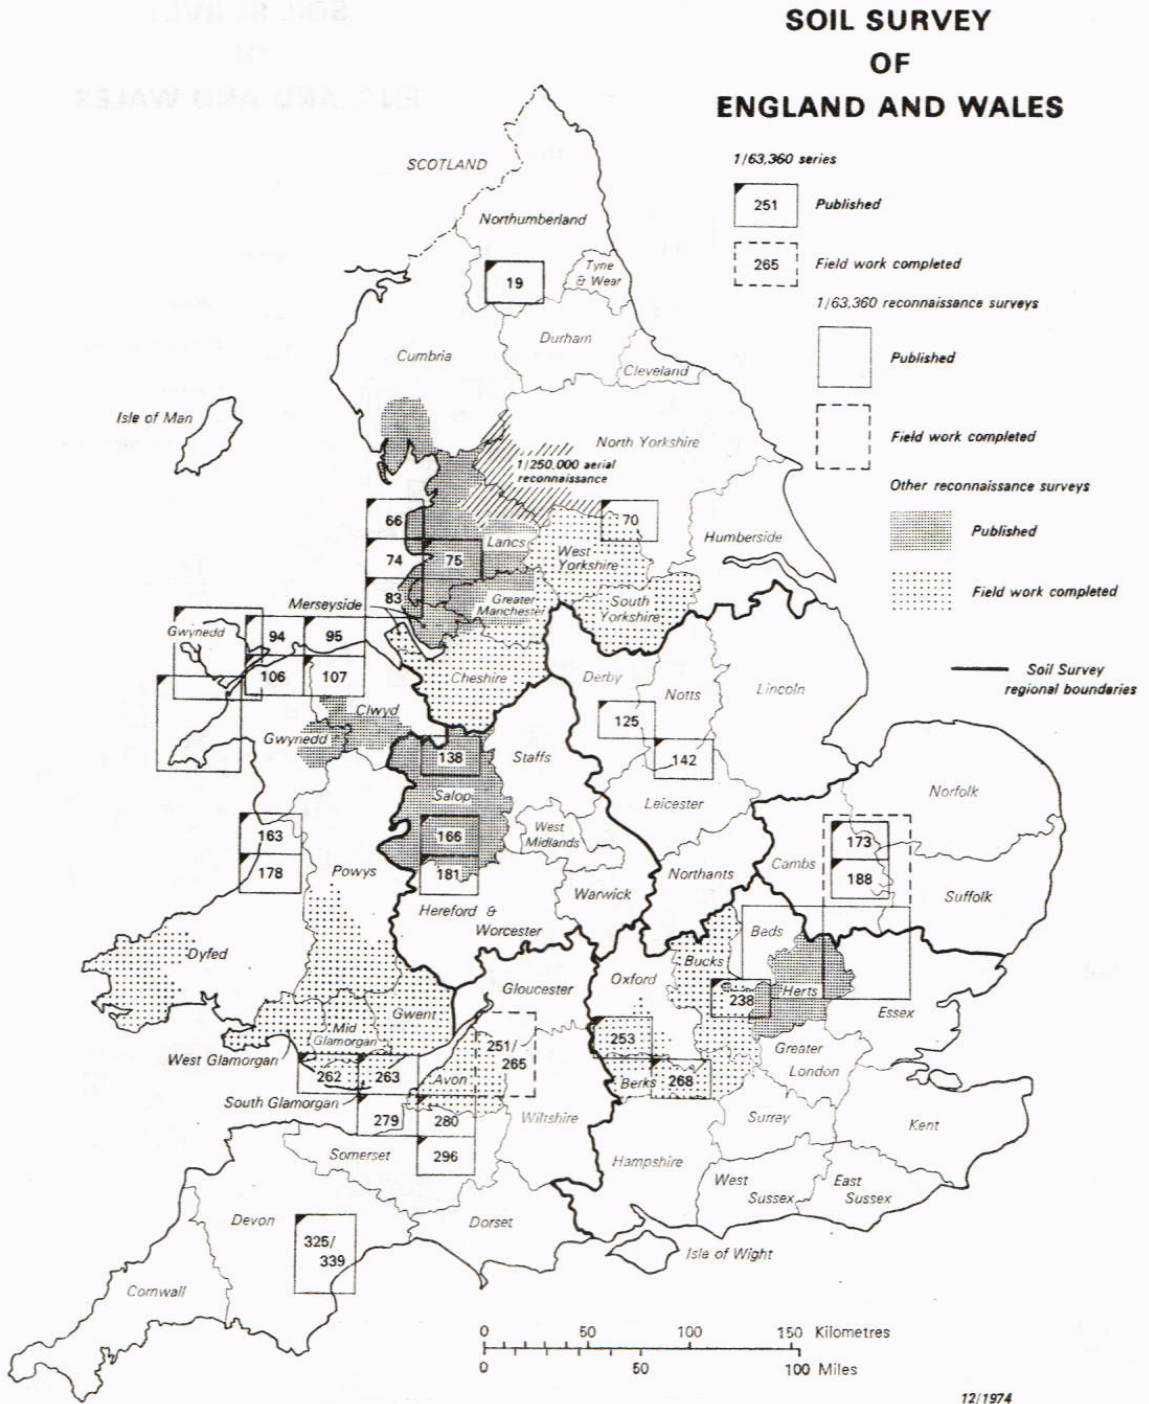 SOIL SURVEY
OF
ENGLAND AND WALES
1/63,360 series
251
Published
265
Field work completed
1/63,360 reconnaissance surveys
Published
Field work completed
Other reconnaissance surveys
Published
Field work completed
Soil Survey
regional boundaries
SCOTLAND
Northumberland
19
Tyne
& Wear
Durham
Cumbria
Cleveland
Isle of Man
North Yorkshire
1/250,000 aerial
reconnaissance
66
70
Lancs
Humberside
74
75
West
Yorkshire
83
Merseyside
Greater
Manchester
South
Yorkshire
Gwynedd
94
95
106
107
Cheshire
Derby
Notts
Lincoln
Clwyd
125
Gwynedd
138
Staffs
142
Salop
Leicester
Norfolk
163
166
West
Midlands
173
178
Powys
181
Cambs
188
Warwick
Northants
Suffolk
Hereford &
Worcester
Beds
Dyfed
Bucks
Oxford
Gloucester
238
Herts
Essex
Gwent
Mid
Glamorgan
251/
265
253
Greater
London
West Glamorgan
262
263
Avon
Berks
268
South Glamorgan
279
280
Wiltshire
Surrey
Kent
Somerset
296
Hampshire
West
Sussex
East
Sussex
Devon
Dorset
325/
339
Isle of Wight
Cornwall
0 50 100 150 Kilometres
0 50 100 Miles
12/1974